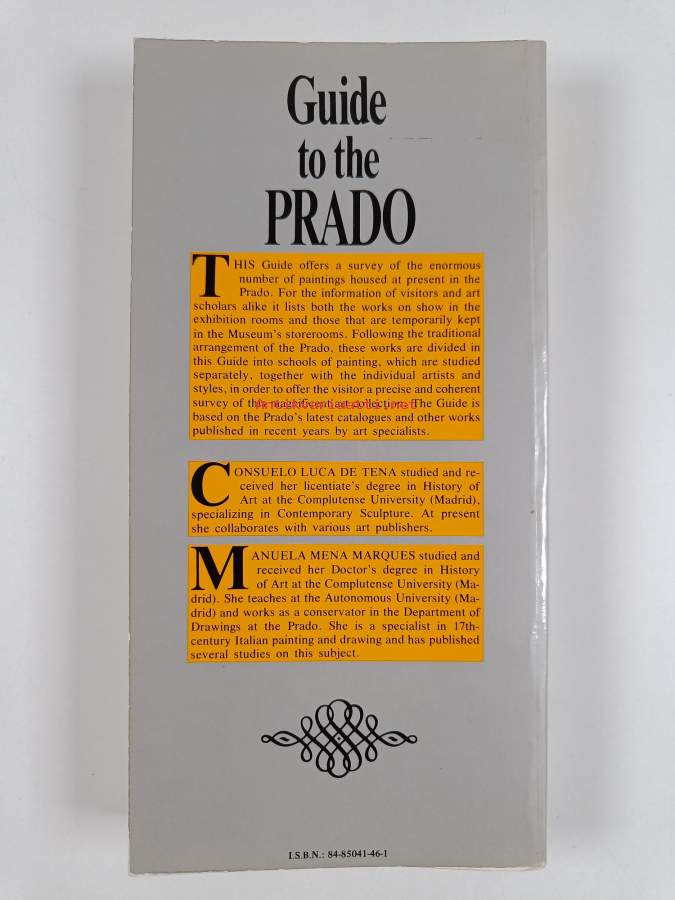 Guide
to the
PRADO
THIS Guide offers a survey of the enormous
number of paintings housed at present in the
Prado. For the information of visitors and art
scholars alike it lists both the works on show in the
exhibition rooms and those that are temporarily kept
in the Museum's storerooms. Following the traditional
arrangement of the Prado, these works are divided in
this Guide into schools of painting, which are studied
separately, together with the individual artists and
styles, in order to offer the visitor a precise and coherent
survey of this magnificent art collection. The Guide is
Antikvariaatti.net
based on the Prado's latest catalogues and other works
published in recent years by art specialists.
CONSUELO LUCA DE TENA studied and re-
ceived her licentiate's degree in History of
Art at the Complutense University (Madrid),
specializing in Contemporary Sculpture. At present
she collaborates with various art publishers.
MANUELA MENA MARQUES studied and
received her Doctor's degree in History
of Art at the Complutense University (Ma-
drid). She teaches at the Autonomous University (Ma-
drid) and works as a conservator in the Department of
Drawings at the Prado. She is a specialist in 17th-
century Italian painting and drawing and has published
several studies on this subject.
I.S.B.N.: 84-85041-46-1